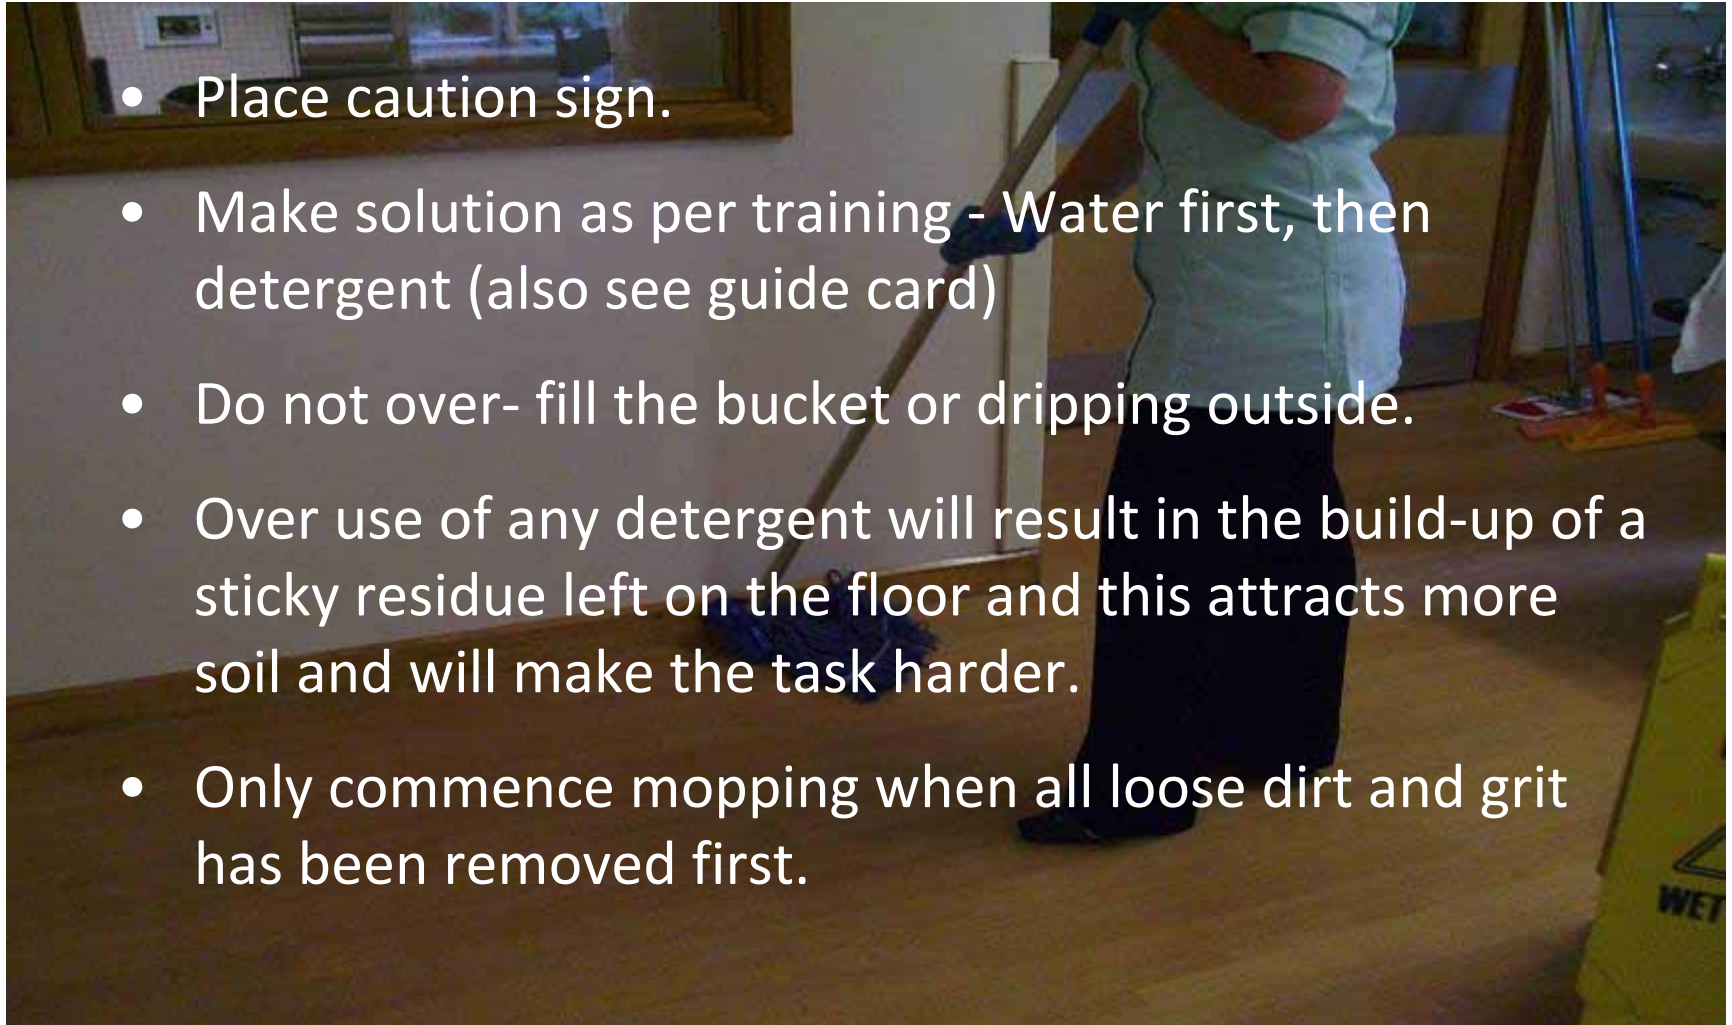 • Place caution sign.
• Make solution as per training - Water first, then
detergent (also see guide card)
• Do not over- fill the bucket or dripping outside.
• Over use of any detergent will result in the build-up of a
sticky residue left on the floor and this attracts more
soil and will make the task harder.
• Only commence mopping when all loose dirt and grit
has been removed first.
WET